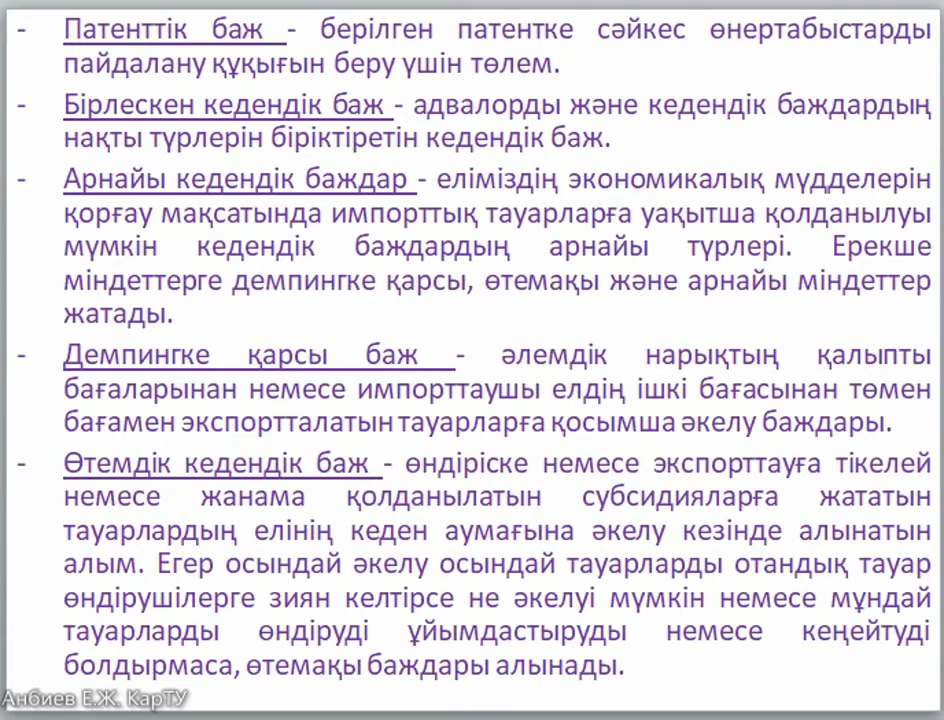 - Патенттік баж - берілген патентке сәйкес өнертабыстарды
пайдалану құқығын беру үшін төлем.
- Бірлескен кедендік баж - адвалорды және кедендік баждардың
нақты түрлерін біріктіретін кедендік баж.
- Арнайы кедендік баждар - еліміздің экономикалық мүдделерін
қорғау мақсатында импорттық тауарларға уақытша қолданылуы
мүмкін кедендік баждардың арнайы түрлері. Ерекше
міндеттерге демпингке қарсы, өтемақы және арнайы міндеттер
жатады.
- Демпингке қарсы баж - әлемдік нарықтың қалыпты
бағаларынан немесе импорттаушы елдің ішкі бағасынан төмен
бағамен экспортталатын тауарларға қосымша әкелу баждары.
- Өтемдік кедендік баж - өндіріске немесе экспорттауға тікелей
немесе жанама қолданылатын субсидияларға жататын
тауарлардың елінің кеден аумағына әкелу кезінде алынатын
алым. Егер осындай әкелу осындай тауарларды отандық тауар
өндірушілерге зиян келтірсе не әкелуі мүмкін немесе мұндай
тауарларды өндіруді ұйымдастыруды немесе кеңейтуді
болдырмаса, өтемақы баждары алынады.
Анбиев Е.Ж. КарТУ